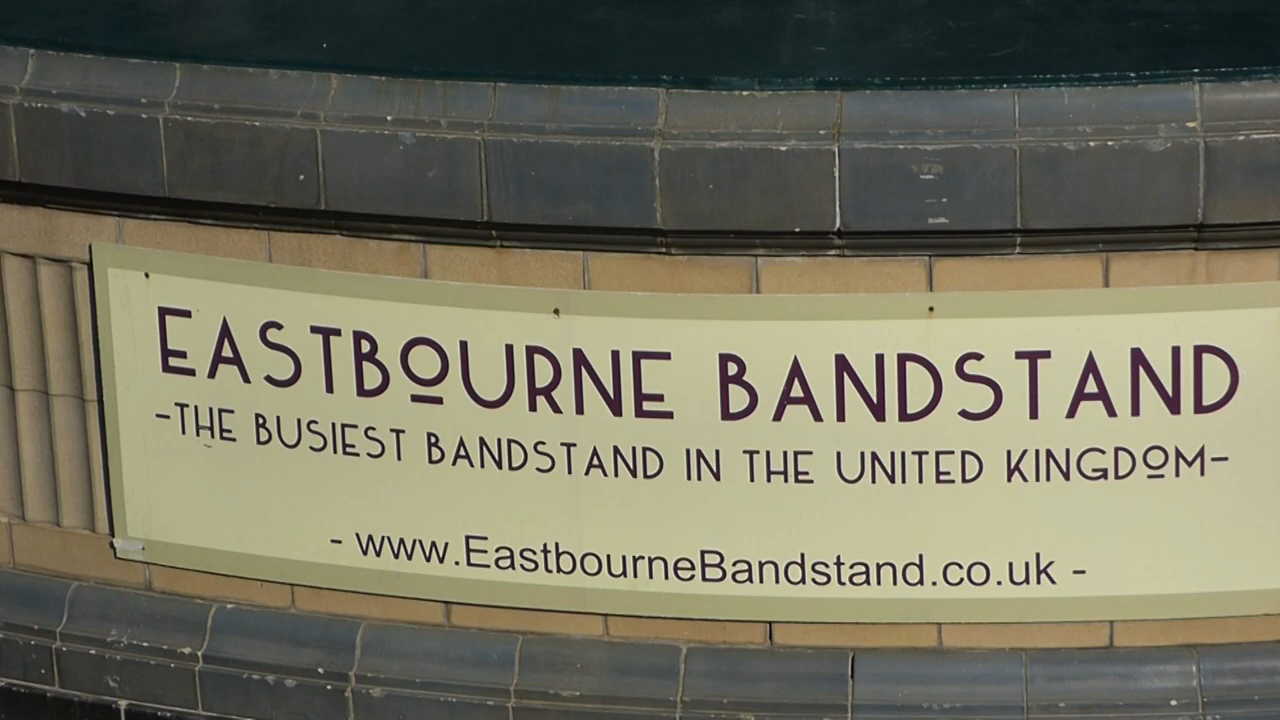 EASTBOURNE BANDSTAND
-THE BUSIEST BANDSTAND IN THE UNITED KINGDOM-
- www.EastbourneBandstand.co.uk -